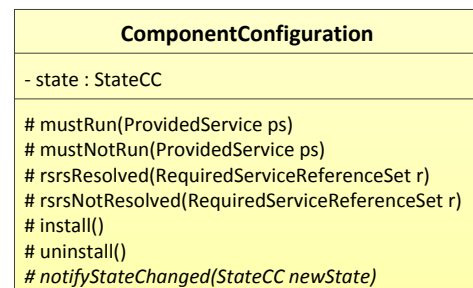 ComponentConfiguration
- state : StateCC
# mustRun(ProvidedService ps)
# mustNotRun(ProvidedService ps)
# rsrsResolved(RequiredServiceReferenceSet r)
# rsrsNotResolved(RequiredServiceReferenceSet r)
# install()
# uninstall()
# notifyStateChanged(StateCC newState)